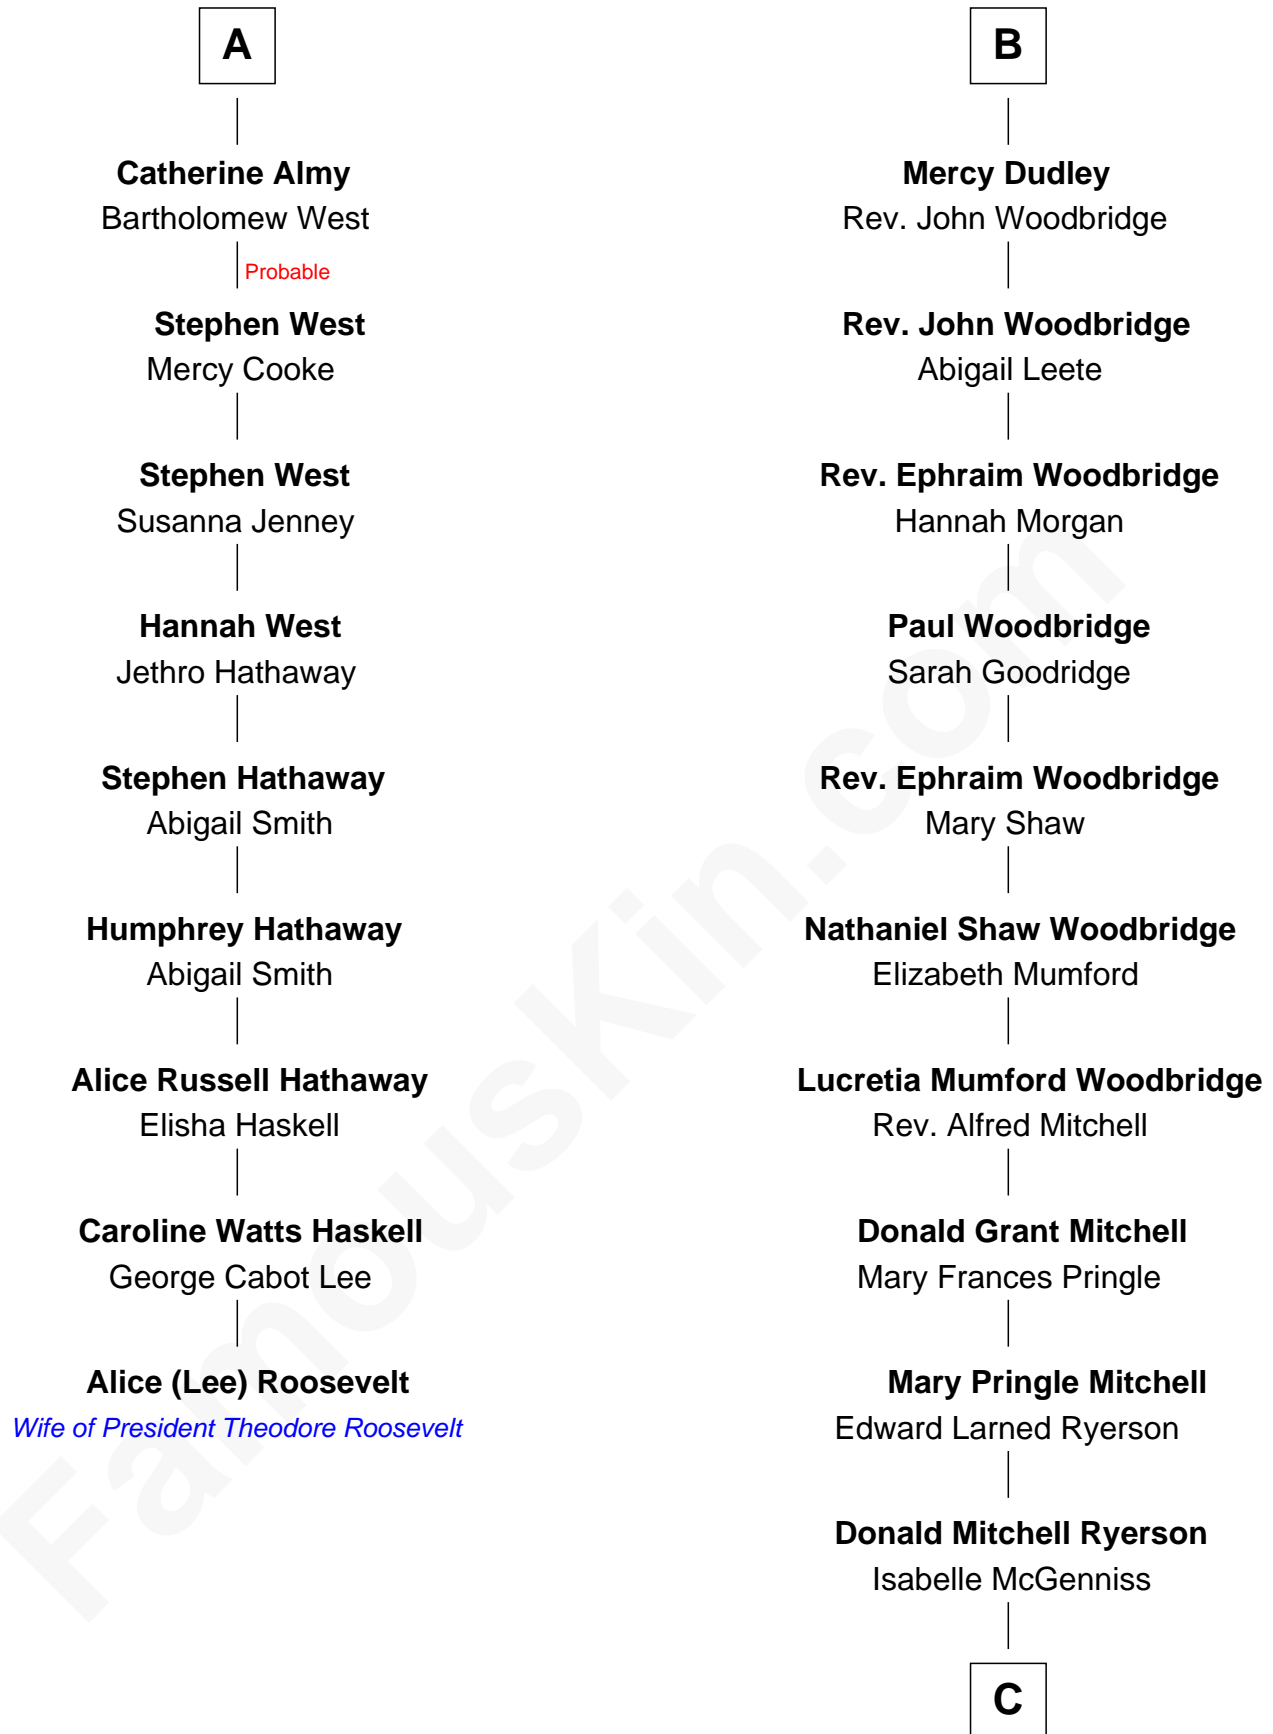 A
Catherine Almy
Bartholomew West
Probable
Stephen West
Mercy Cooke
Stephen West
Susanna Jenney
Hannah West
Jethro Hathaway
Stephen Hathaway
Abigail Smith
Humphrey Hathaway
Abigail Smith
Alice Russell Hathaway
Elisha Haskell
Caroline Watts Haskell
George Cabot Lee
Alice (Lee) Roosevelt
Wife of President Theodore Roosevelt
B
Mercy Dudley
Rev. John Woodbridge
Rev. John Woodbridge
Abigail Leete
Rev. Ephraim Woodbridge
Hannah Morgan
Paul Woodbridge
Sarah Goodridge
Rev. Ephraim Woodbridge
Mary Shaw
Nathaniel Shaw Woodbridge
Elizabeth Mumford
Lucretia Mumford Woodbridge
Rev. Alfred Mitchell
Donald Grant Mitchell
Mary Frances Pringle
Mary Pringle Mitchell
Edward Larned Ryerson
Donald Mitchell Ryerson
Isabelle McGenniss
C
FamousKin.com